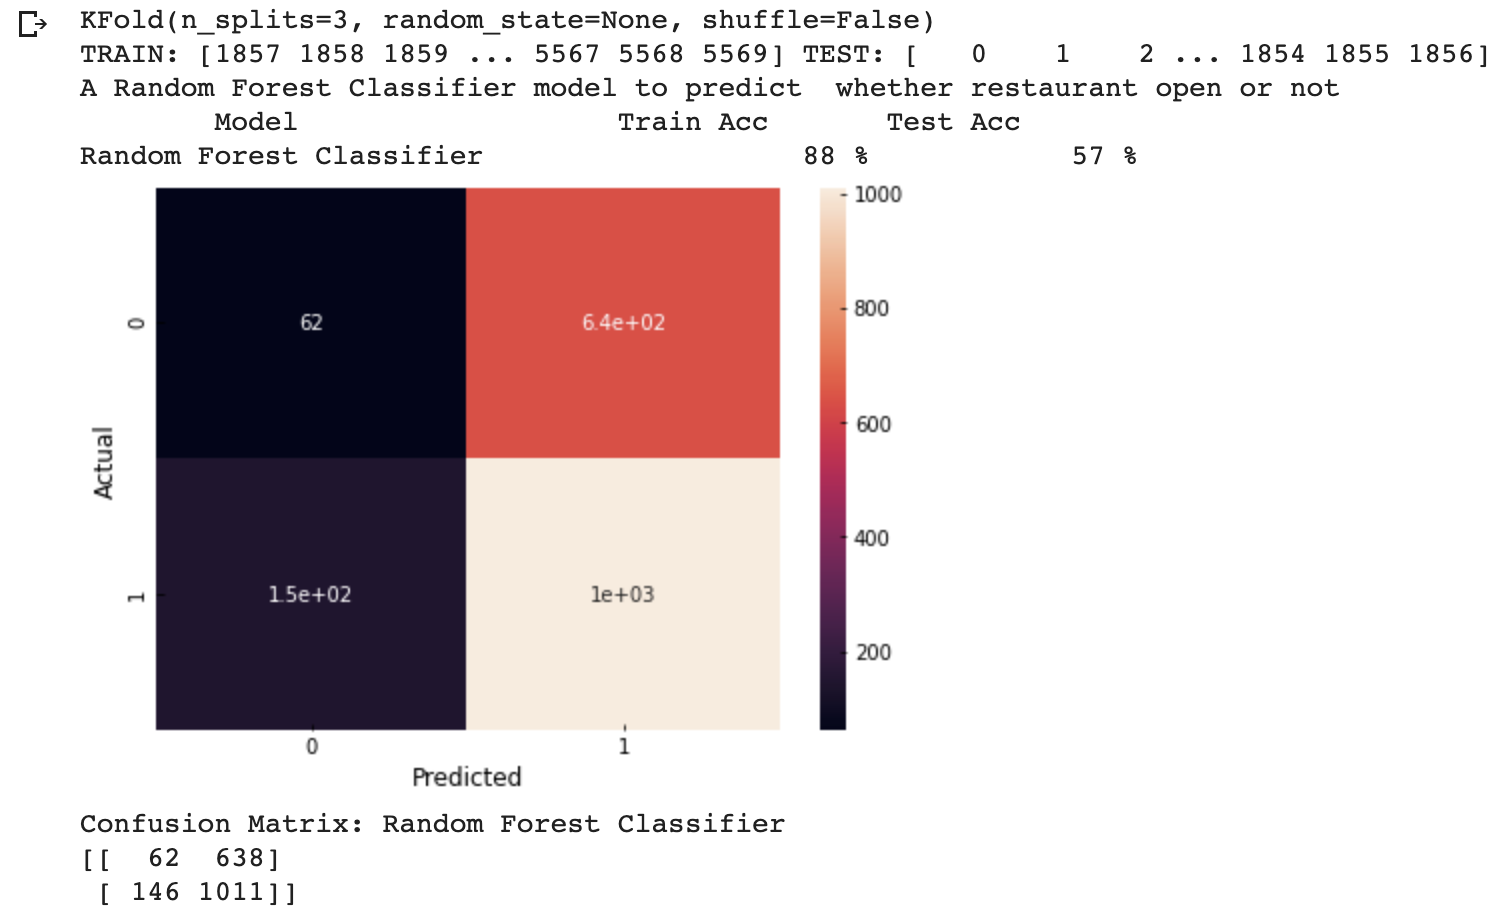 KFold(n_splits=3, random_state=None, shuffle=False)
TRAIN: [1857 1858 1859 ... 5567 5568 5569] TEST: [   0    1    2 ... 1854 1855 1856]
A Random Forest Classifier model to predict  whether restaurant open or not
Model Train Acc Test Acc
Random Forest Classifier 88 % 57 %
1000
800
600
400
200
0
62 6.4e+02
Actual
1
1.5e+02 1e+03
0 1
Predicted
Confusion Matrix: Random Forest Classifier
[[  62  638]
 [ 146 1011]]